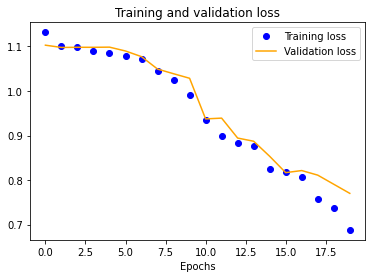 Training and validation loss
Training loss
Validation loss
1.1
1.0
0.9
0.8
0.7
0.0 2.5 5.0 7.5 10.0 12.5 15.0 17.5
Epochs